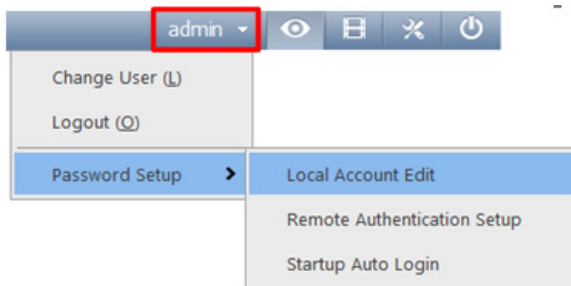 admin
Change User (L)
Logout (O)
Password Setup
Local Account Edit
Remote Authentication Setup
Startup Auto Login